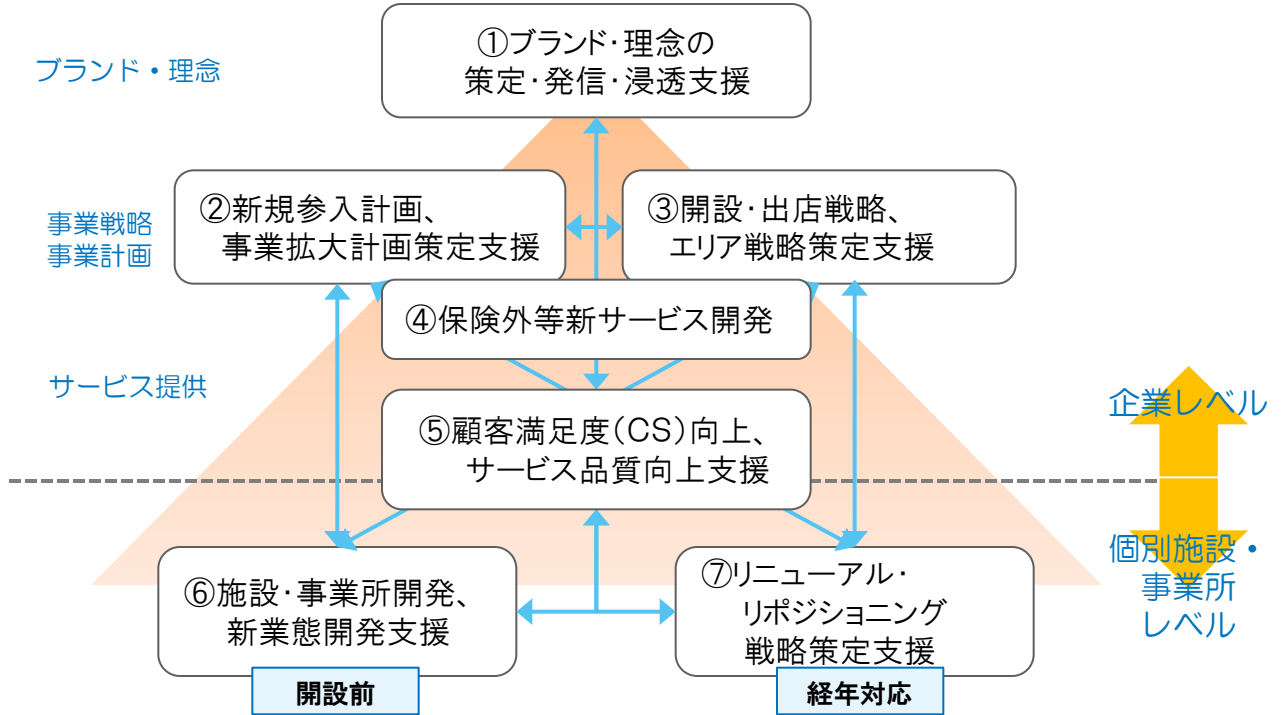 ①ブランド・理念の
策定・発信・浸透支援
ブランド・理念
②新規参入計画、
事業拡大計画策定支援
③開設・出店戦略、
エリア戦略策定支援
事業戦略
事業計画
④保険外等新サービス開発
サービス提供
⑤顧客満足度(CS)向上、
サービス品質向上支援
企業レベル
個別施設・
事業所
レベル
⑥施設・事業所開発、
新業態開発支援
開設前
⑦リニューアル・
リポジショニング
戦略策定支援
経年対応